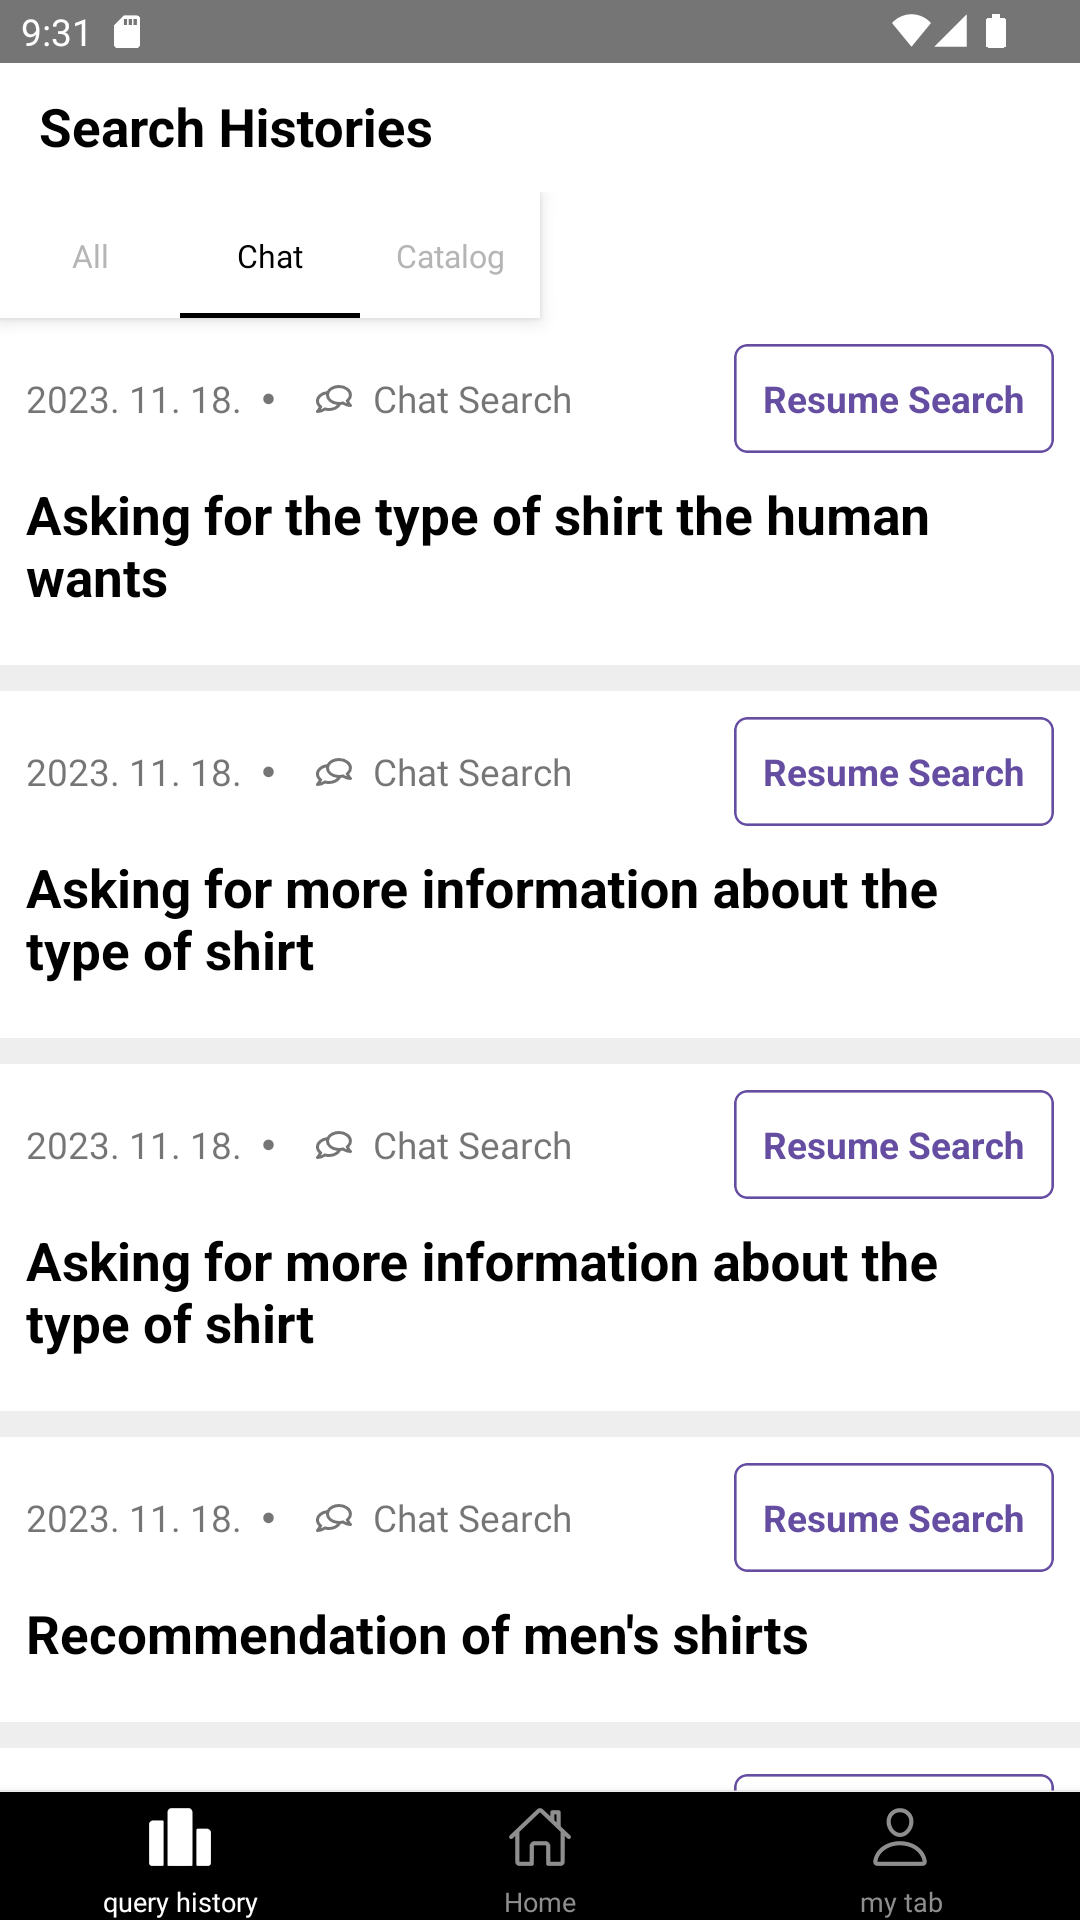 9:31
Search Histories
All Chat Catalog
2023. 11. 18. • Chat Search Resume Search
Asking for the type of shirt the human
wants
2023. 11. 18. • Chat Search Resume Search
Asking for more information about the
type of shirt
2023. 11. 18. • Chat Search Resume Search
Asking for more information about the
type of shirt
2023. 11. 18. • Chat Search Resume Search
Recommendation of men's shirts
query history Home my tab